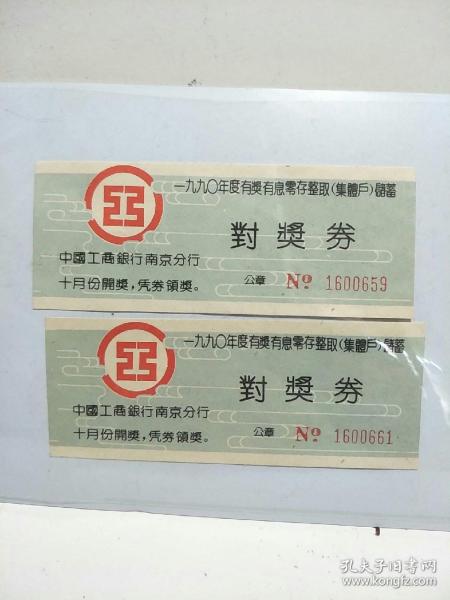 一九九〇年度有獎有息零存整取(集體戶)儲蓄
對獎券
中國工商銀行南京分行
十月份開獎,凭券領獎。
公章 № 1600659
一九九〇年度有獎有息零存整取(集體戶)儲蓄
對獎券
中國工商銀行南京分行
十月份開獎,凭券領獎。
公章 № 1600661
孔夫子旧书网
www.kongfz.com